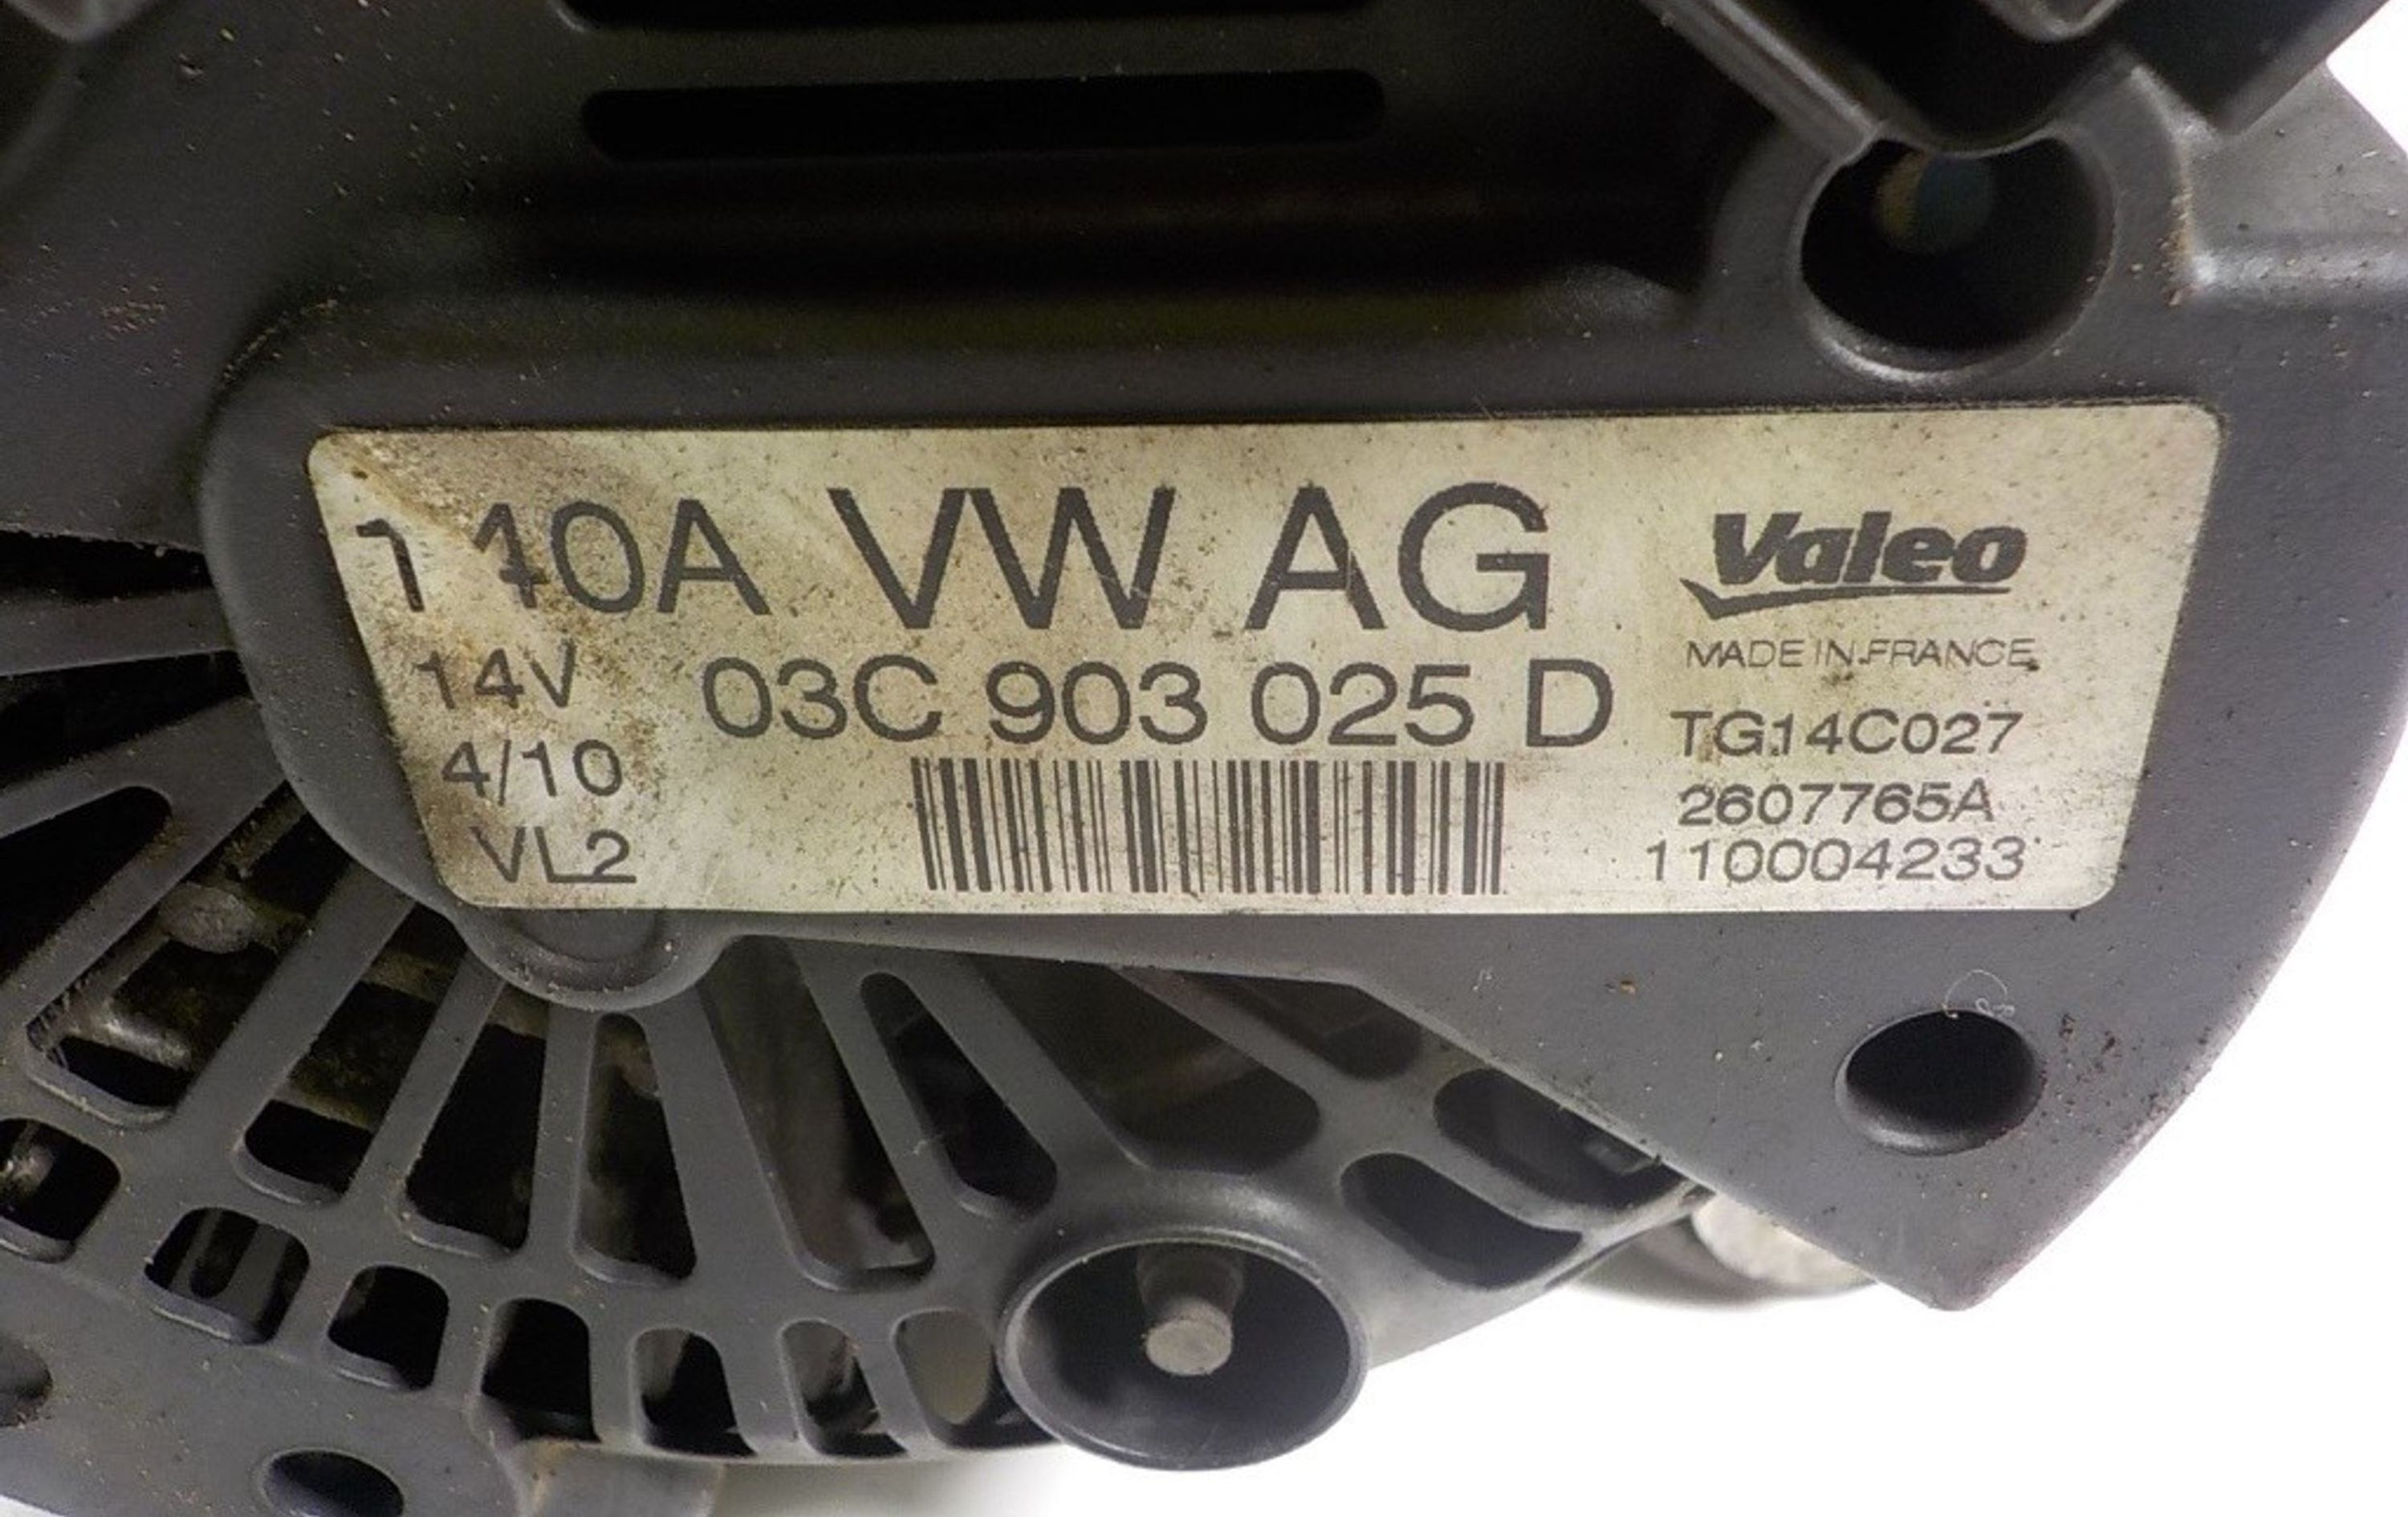 140A VW AG
14V 03C 903 025 D
4/10
VL2
Valeo
MADE IN FRANCE
TG14C027
2607765A
110004233